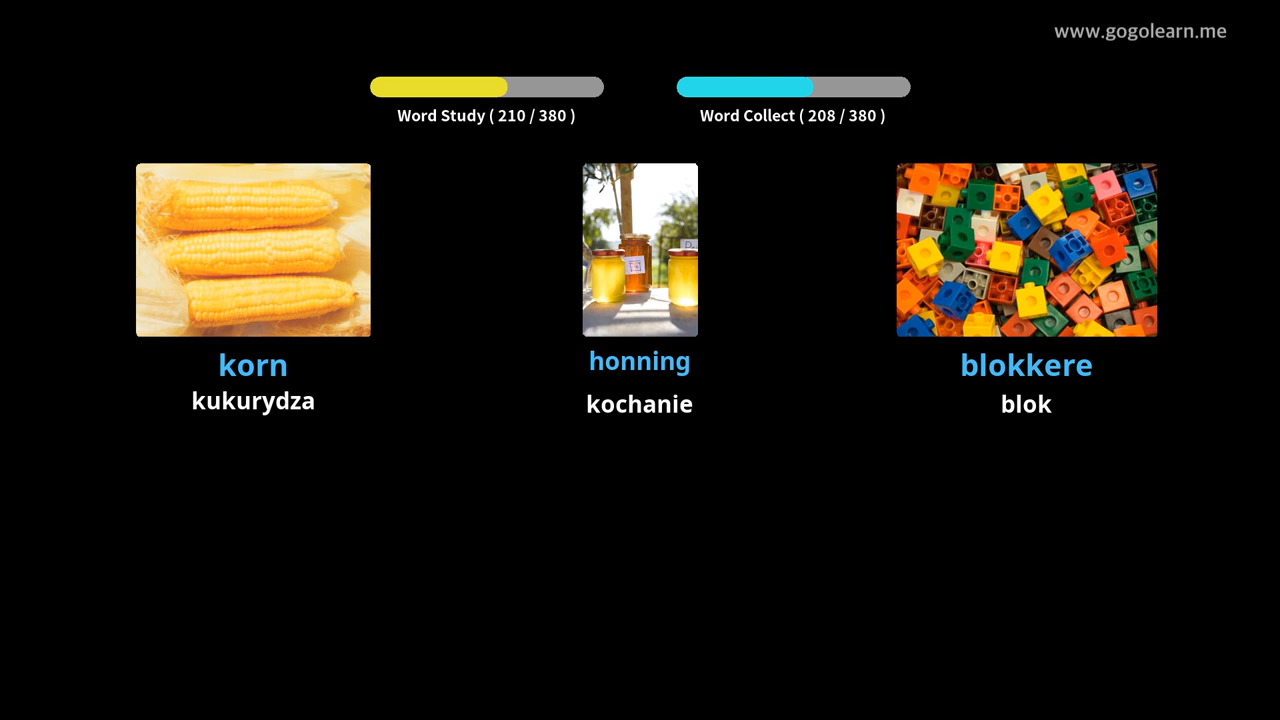 www.gogolearn.me
Word Study ( 210 / 380 )
Word Collect ( 208 / 380 )
korn
kukurydza
honning
kochanie
blokkere
blok